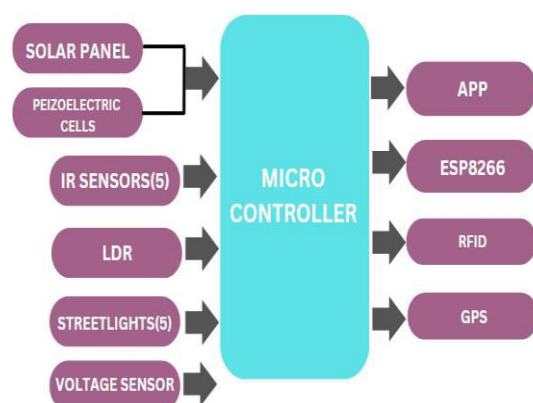 SOLAR PANEL
PEIZOELECTRIC
CELLS
IR SENSORS(5)
LDR
STREETLIGHTS(5)
VOLTAGE SENSOR
MICRO
CONTROLLER
APP
ESP8266
RFID
GPS